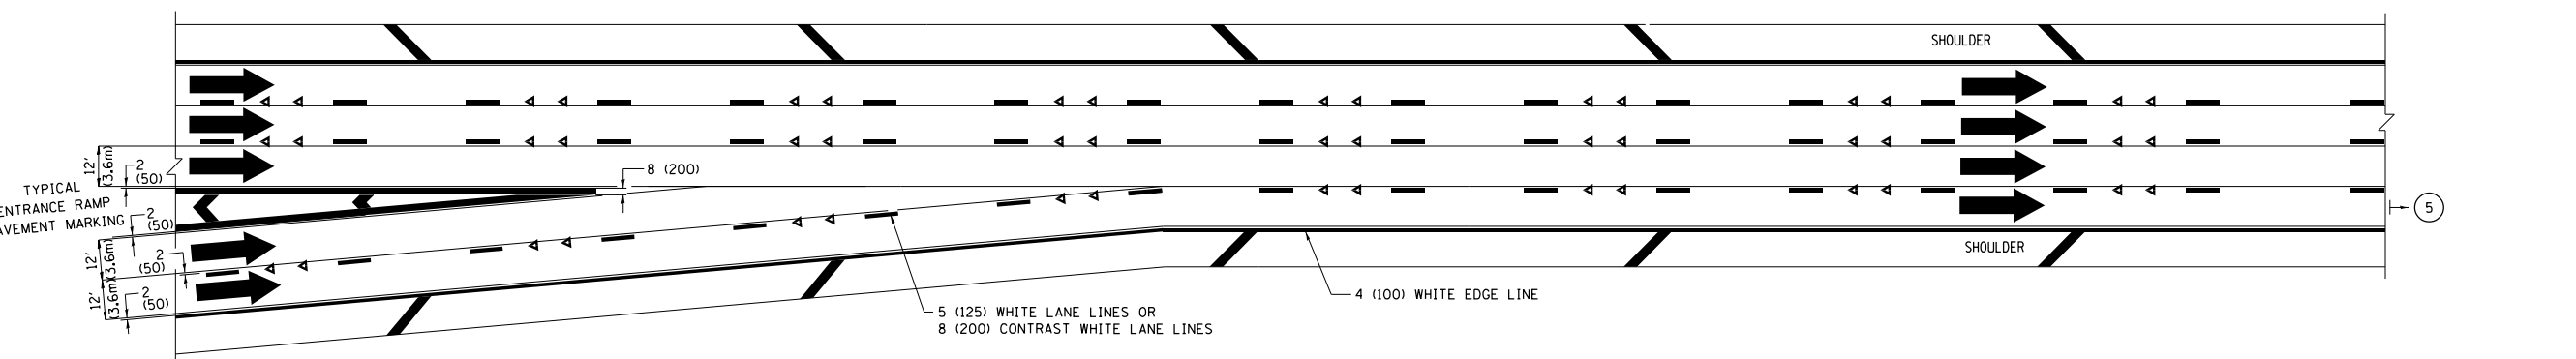 SHOULDER
12'
(3.6m)
2
(50)
8 (200)
TYPICAL
ENTRANCE RAMP
PAVEMENT MARKING
2
(50)
5
SHOULDER
12'
(3.6m)
2
(50)
12'
(3.6m)
2
(50)
4 (100) WHITE EDGE LINE
5 (125) WHITE LANE LINES OR
8 (200) CONTRAST WHITE LANE LINES